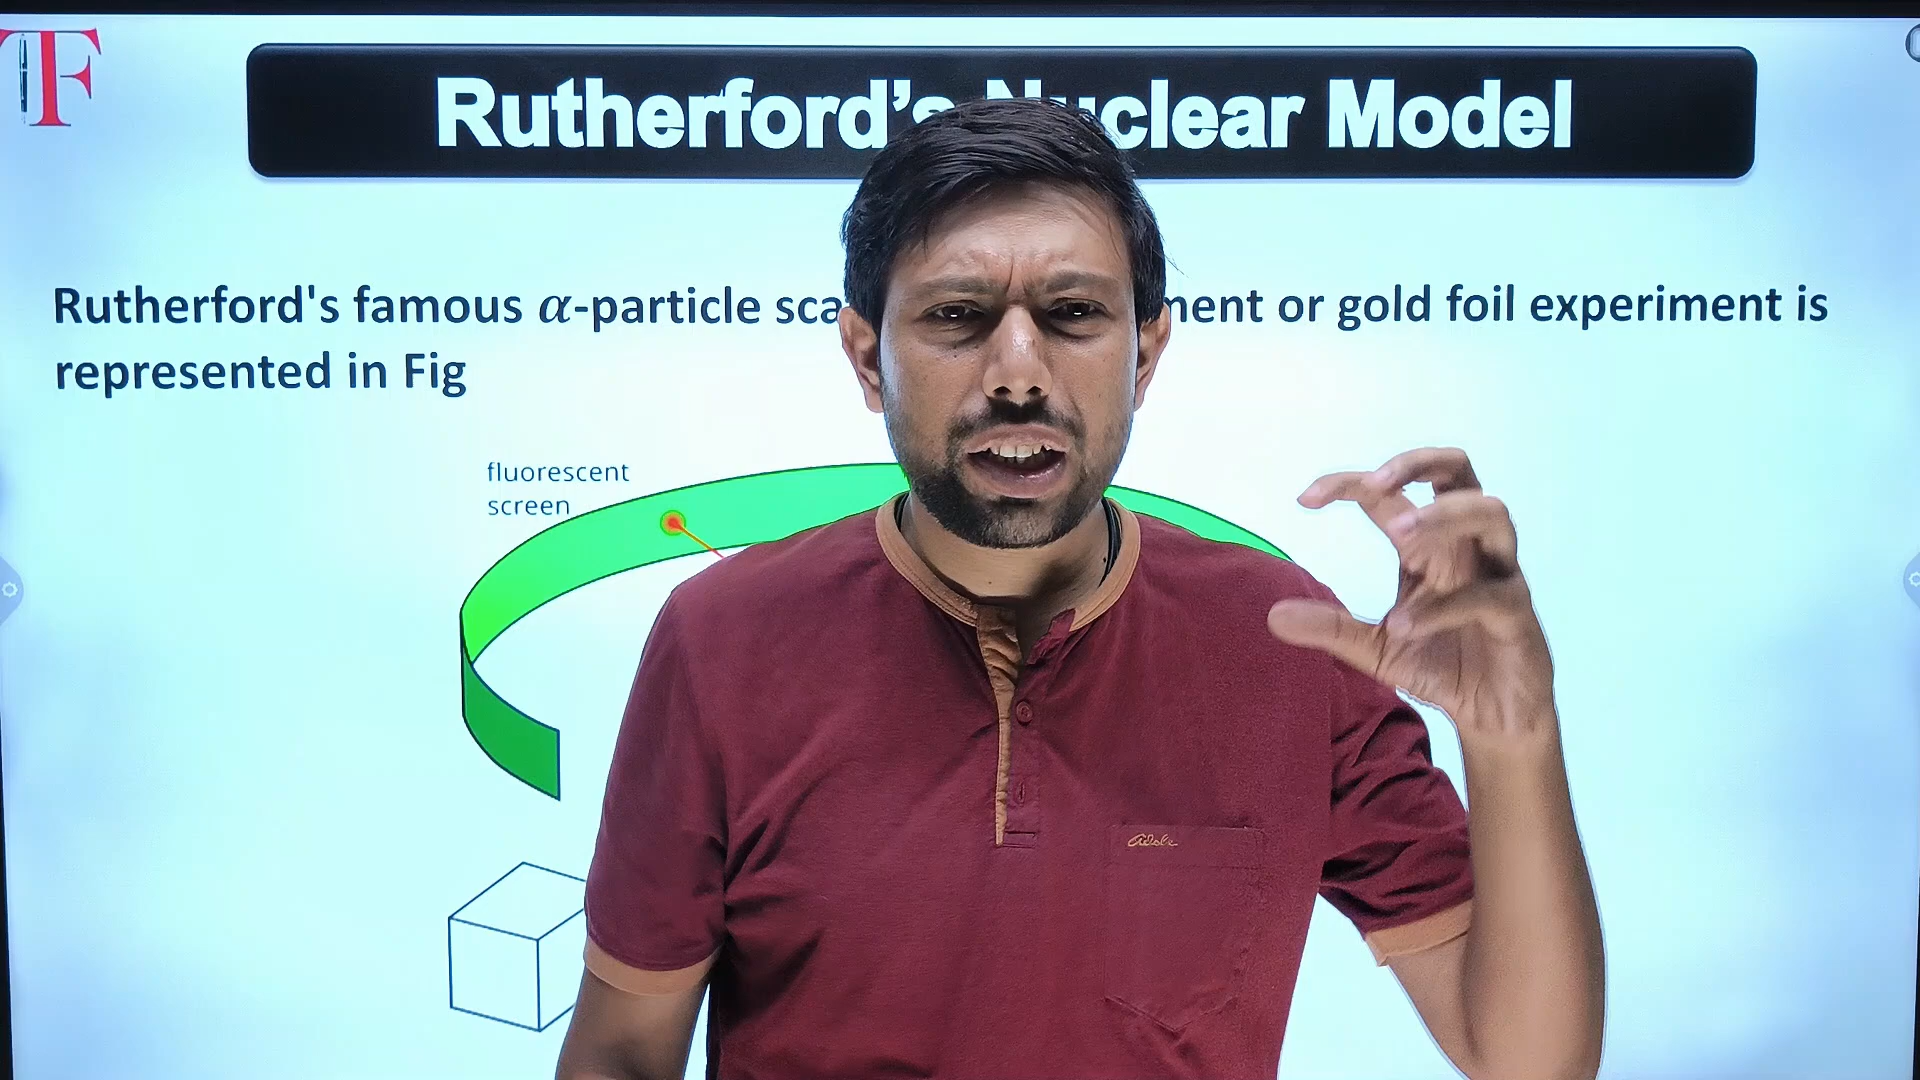 TF
Rutherford's Nuclear Model
Rutherford's famous α-particle sca ment or gold foil experiment is
represented in Fig
fluorescent
screen
Adole